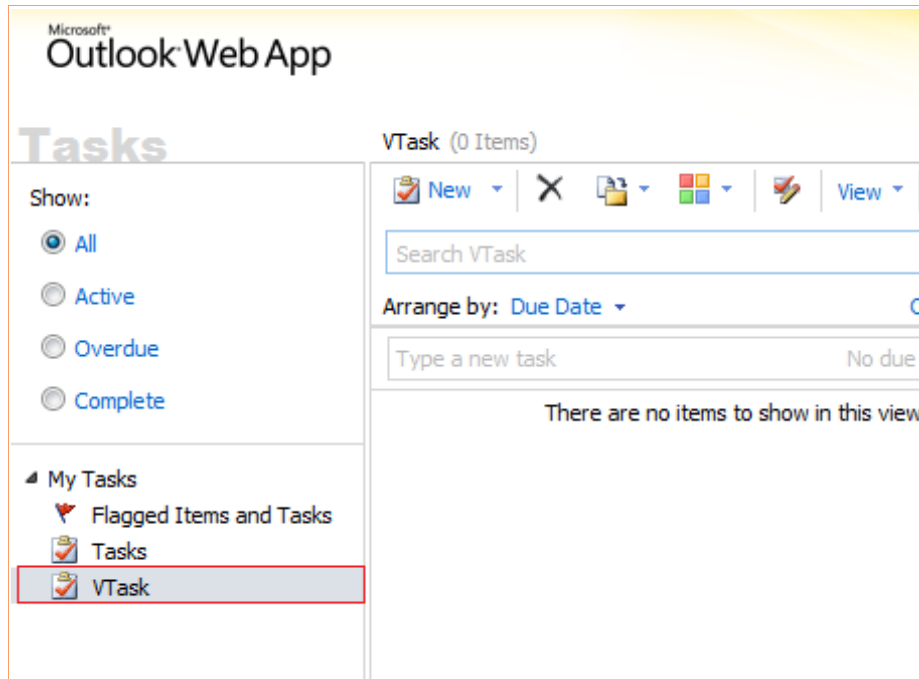 Microsoft
Outlook Web App
Tasks
VTask (0 Items)
Show:
New
View
All
Search VTask
Active
Arrange by: Due Date
Overdue
Type a new task
No due
Complete
There are no items to show in this view
My Tasks
Flagged Items and Tasks
Tasks
VTask